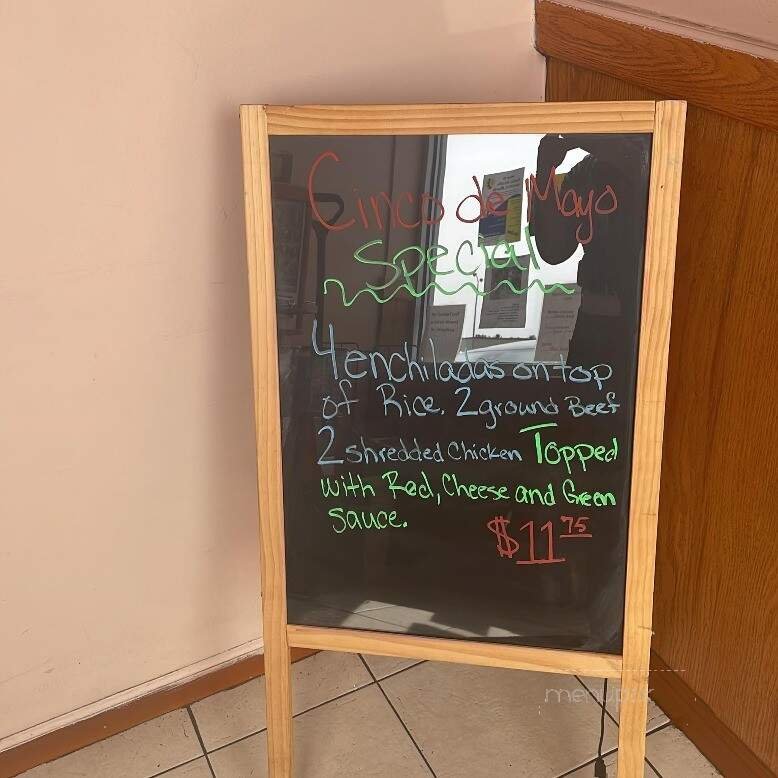 Cinco de Mayo
Special
4 enchiladas on top
of Rice. 2 ground Beef
2 shredded Chicken Topped
with Red, Cheese and Green
Sauce.
$11.75